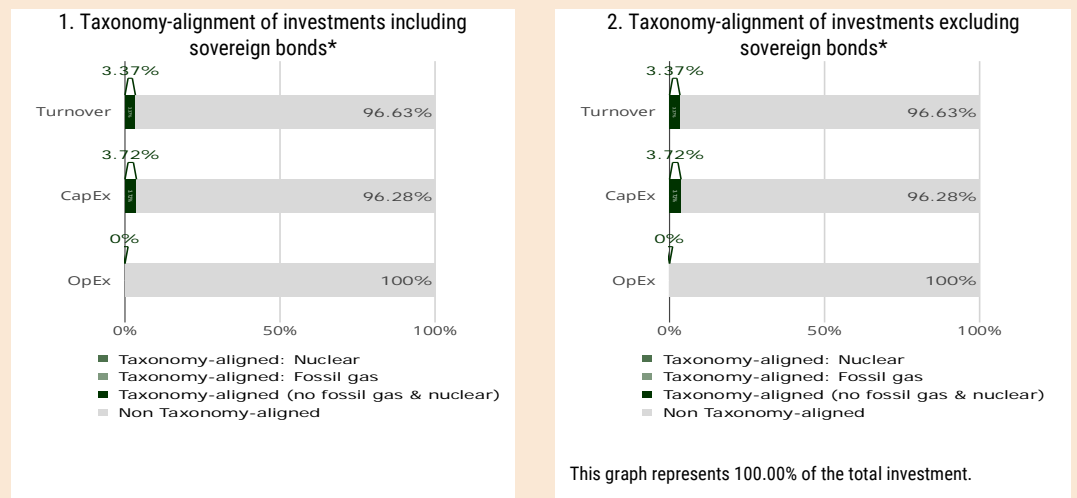 1. Taxonomy-alignment of investments including
sovereign bonds*
3.37%
Turnover
96.63%
3.72%
CapEx
96.28%
0%
OpEx
100%
0%
50%
100%
Taxonomy-aligned: Nuclear
Taxonomy-aligned: Fossil gas
Taxonomy-aligned (no fossil gas & nuclear)
Non Taxonomy-aligned
2. Taxonomy-alignment of investments excluding
sovereign bonds*
3.37%
Turnover
96.63%
3.72%
CapEx
96.28%
0%
OpEx
100%
0%
50%
100%
Taxonomy-aligned: Nuclear
Taxonomy-aligned: Fossil gas
Taxonomy-aligned (no fossil gas & nuclear)
Non Taxonomy-aligned
This graph represents 100.00% of the total investment.